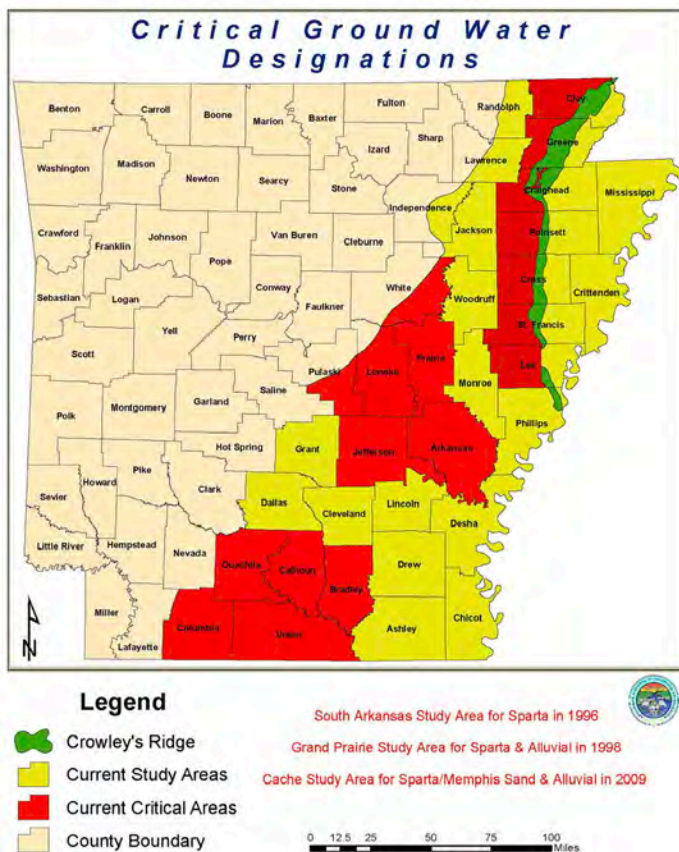 Critical Ground Water
Designations
Benton
Carroll
Boone
Marion
Baxter
Fulton
Randolph
Clay
Sharp
Izard
Greene
Lawrence
Washington
Madison
Newton
Searcy
Stone
Independence
Craighead
Mississippi
Jackson
Poinsett
Crawford
Franklin
Johnson
Pope
Van Buren
Cleburne
White
Woodruff
Cross
Crittenden
Sebastian
Logan
Conway
Faulkner
Yell
Perry
St. Francis
Scott
Pulaski
Lonoke
Prairie
Lee
Monroe
Saline
Garland
Montgomery
Polk
Phillips
Hot Spring
Grant
Jefferson
Arkansas
Pike
Howard
Clark
Sevier
Dallas
Cleveland
Lincoln
Desha
Little River
Hempstead
Nevada
Ouachita
Calhoun
Bradley
Drew
Miller
Lafayette
Columbia
Union
Ashley
Chicot
N
Legend
Crowley's Ridge
Current Study Areas
Current Critical Areas
County Boundary
South Arkansas Study Area for Sparta in 1996
Grand Prairie Study Area for Sparta & Alluvial in 1998
Cache Study Area for Sparta/Memphis Sand & Alluvial in 2009
0 12.5 25 50 75 100
Miles